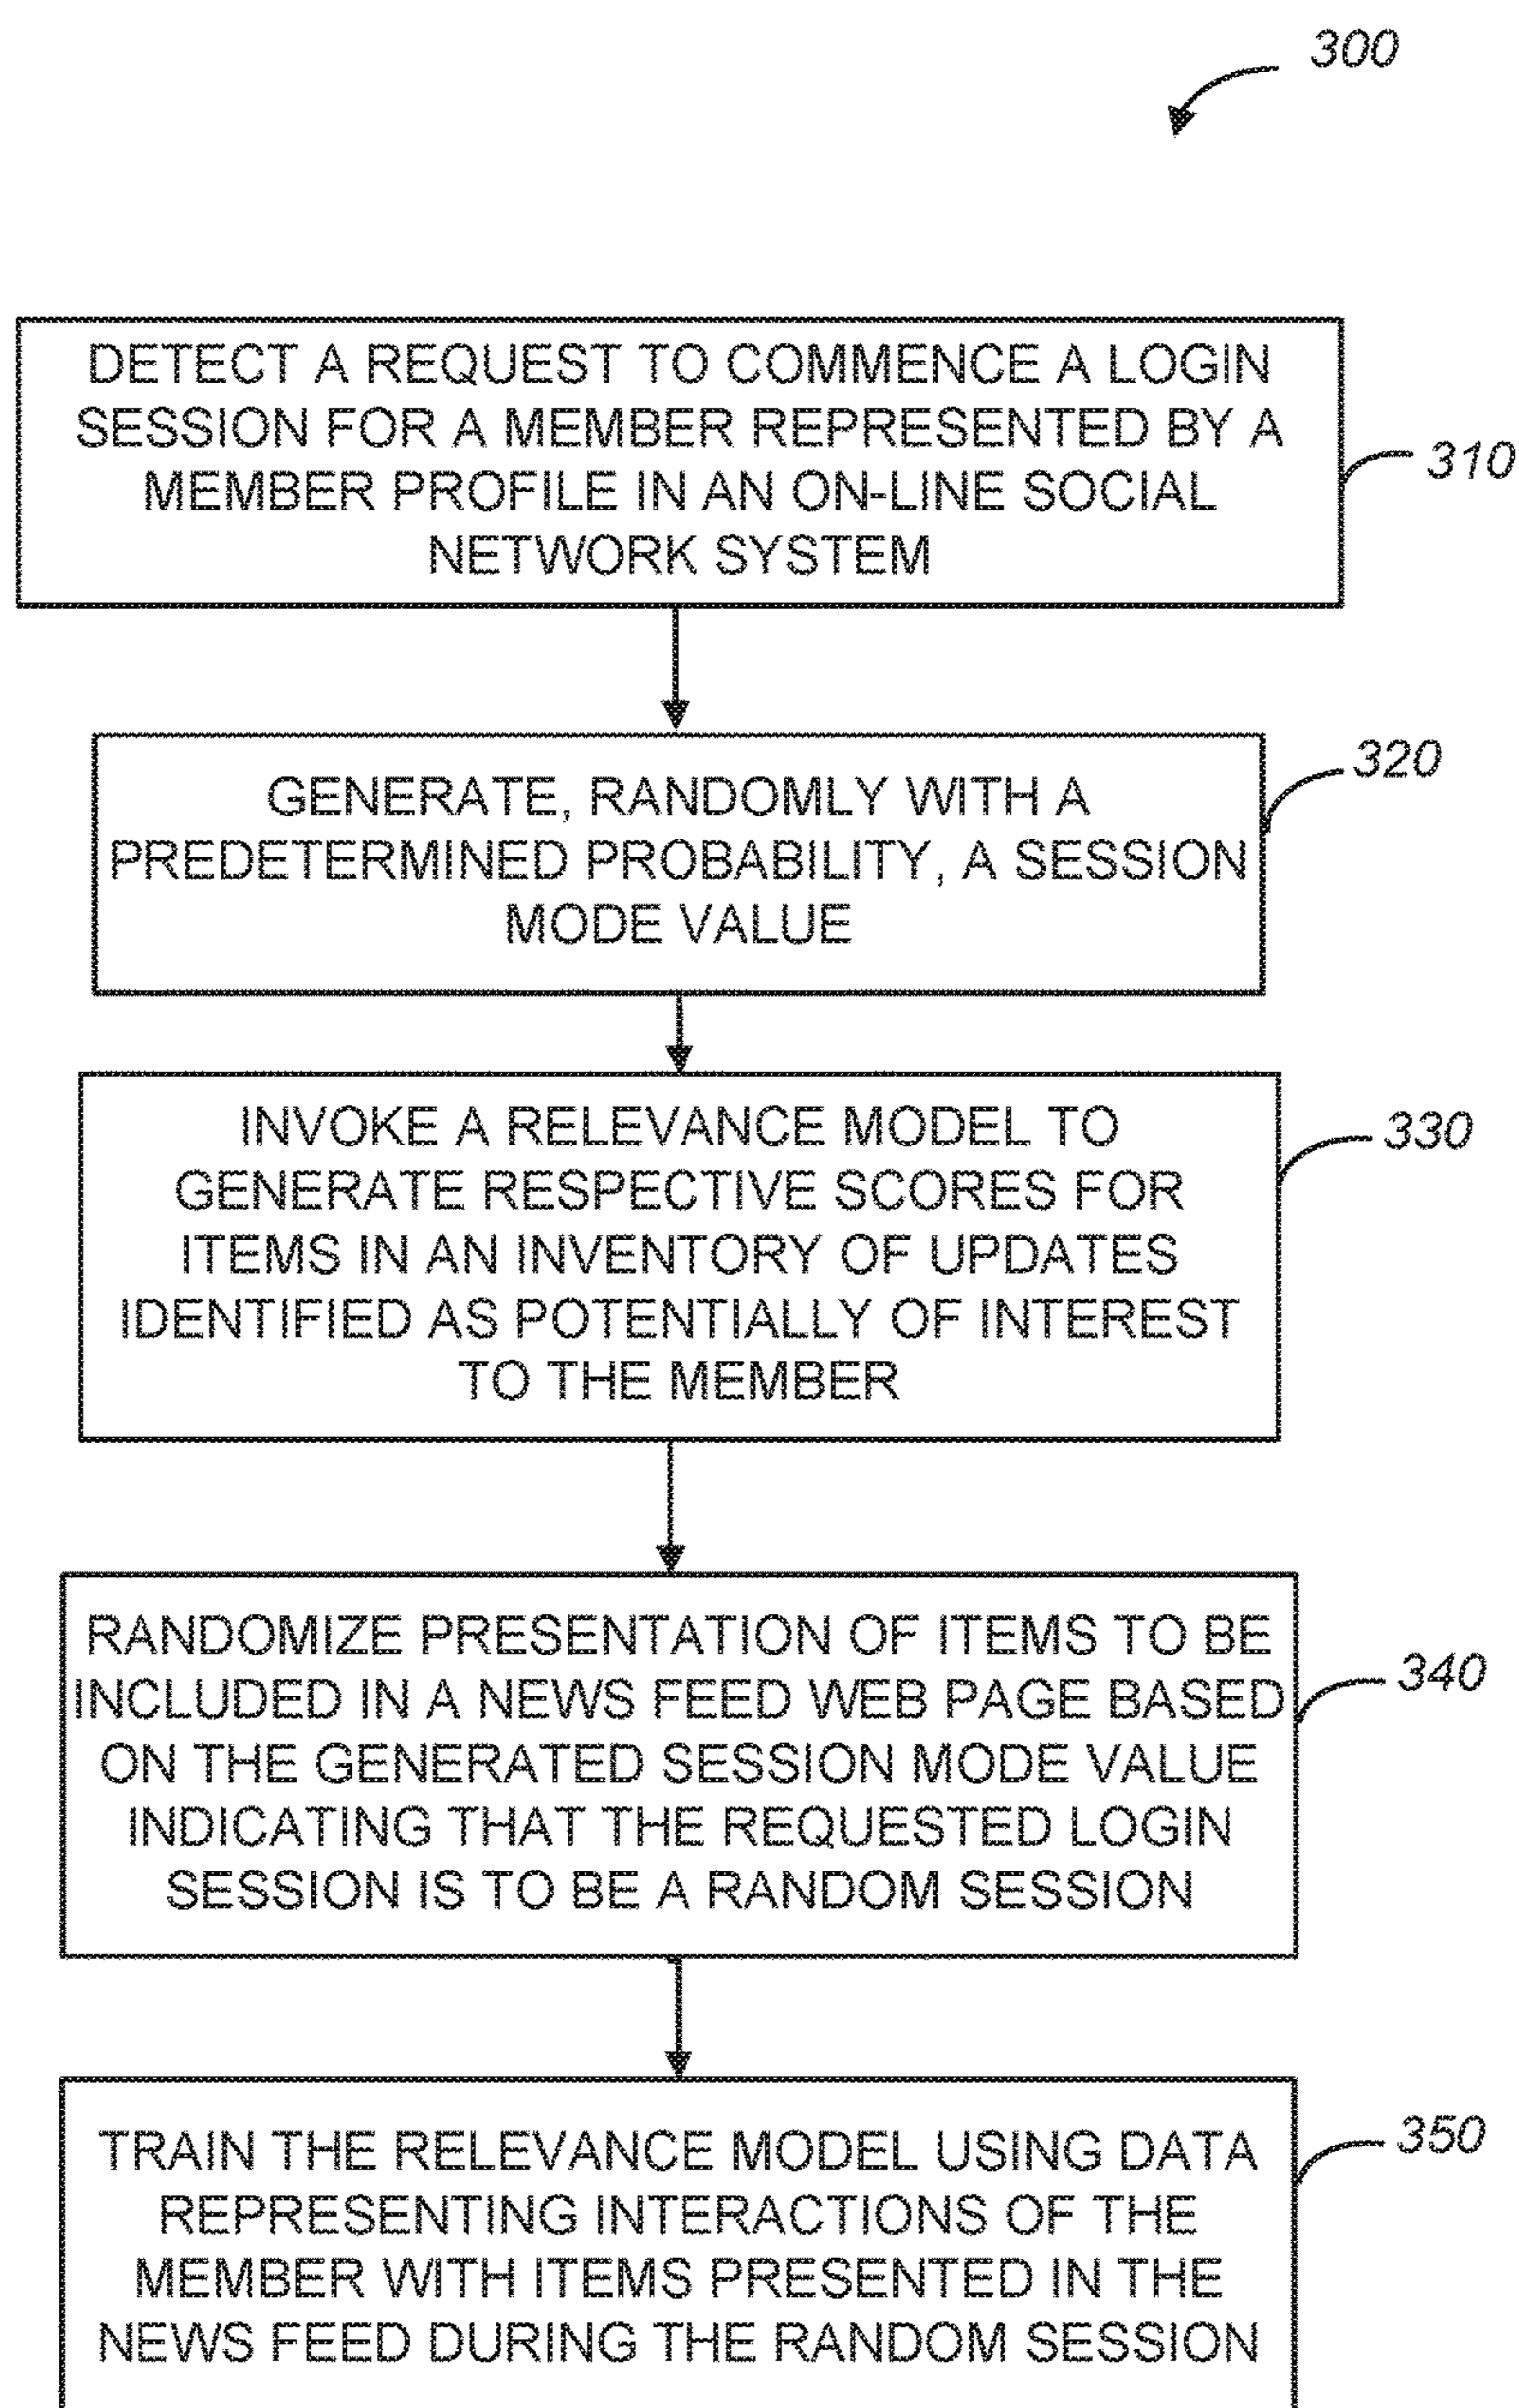 300
DETECT A REQUEST TO COMMENCE A LOGIN
SESSION FOR A MEMBER REPRESENTED BY A
MEMBER PROFILE IN AN ON-LINE SOCIAL
NETWORK SYSTEM
310
GENERATE, RANDOMLY WITH A
PREDETERMINED PROBABILITY, A SESSION
MODE VALUE
320
INVOKE A RELEVANCE MODEL TO
GENERATE RESPECTIVE SCORES FOR
ITEMS IN AN INVENTORY OF UPDATES
IDENTIFIED AS POTENTIALLY OF INTEREST
TO THE MEMBER
330
RANDOMIZE PRESENTATION OF ITEMS TO BE
INCLUDED IN A NEWS FEED WEB PAGE BASED
ON THE GENERATED SESSION MODE VALUE
INDICATING THAT THE REQUESTED LOGIN
SESSION IS TO BE A RANDOM SESSION
340
TRAIN THE RELEVANCE MODEL USING DATA
REPRESENTING INTERACTIONS OF THE
MEMBER WITH ITEMS PRESENTED IN THE
NEWS FEED DURING THE RANDOM SESSION
350